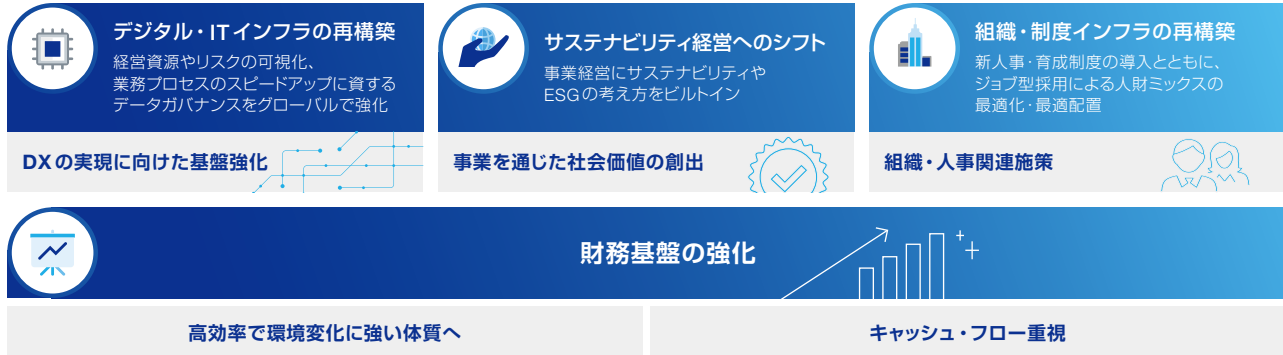 デジタル・ITインフラの再構築
経営資源やリスクの可視化、
業務プロセスのスピードアップに資する
データガバナンスをグローバルで強化
DXの実現に向けた基盤強化
サステナビリティ経営へのシフト
事業経営にサステナビリティや
ESGの考え方をビルトイン
事業を通じた社会価値の創出
組織・制度インフラの再構築
新人事・育成制度の導入とともに、
ジョブ型採用による人財ミックスの
最適化・最適配置
組織・人事関連施策
財務基盤の強化
高効率で環境変化に強い体質へ
キャッシュ・フロー重視